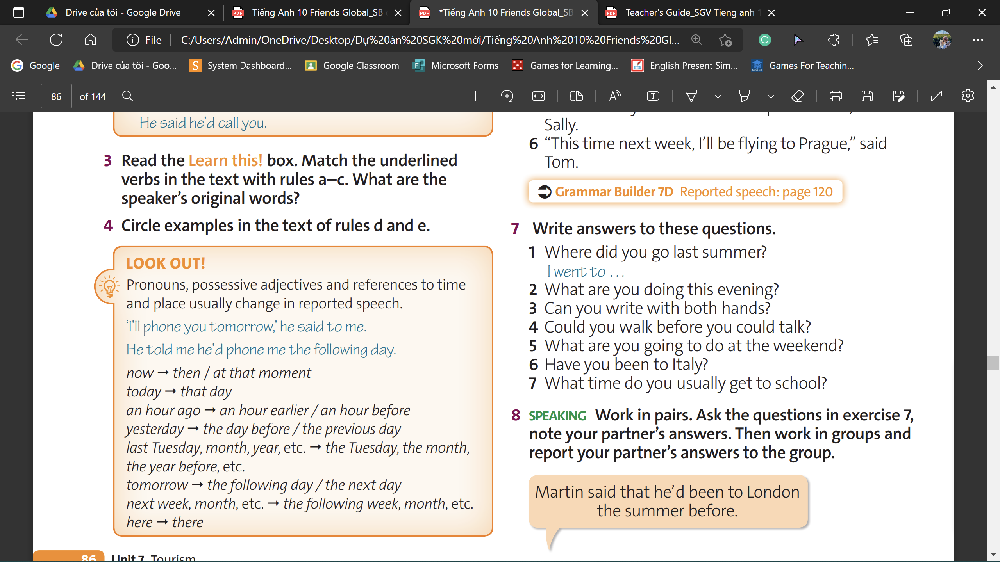 Drive của tôi - Google Drive
Tiếng Anh 10 Friends Global_SB
*Tiếng Anh 10 Friends Global_SB
Teacher's Guide_SGV Tieng anh 1
File
C:/Users/Admin/OneDrive/Desktop/Dự%20án%20SGK%20mới/Tiếng%20Anh%2010%20Friends%20Gl...
Google
Drive của tôi - Goo...
System Dashboard...
Google Classroom
Microsoft Forms
Games for Learning...
English Present Sim...
Games For Teachin...
86 of 144
He said he’d call you.
3 Read the Learn this! box. Match the underlined
verbs in the text with rules a–c. What are the
speaker’s original words?
4 Circle examples in the text of rules d and e.
LOOK OUT!
Pronouns, possessive adjectives and references to time
and place usually change in reported speech.
‘I’ll phone you tomorrow,’ he said to me.
He told me he’d phone me the following day.
now → then / at that moment
today → that day
an hour ago → an hour earlier / an hour before
yesterday → the day before / the previous day
last Tuesday, month, year, etc. → the Tuesday, the month,
the year before, etc.
tomorrow → the following day / the next day
next week, month, etc. → the following week, month, etc.
here → there
86 Unit 7 Tourism
Sally.
6 “This time next week, I’ll be flying to Prague,” said
Tom.
Grammar Builder 7D Reported speech: page 120
7 Write answers to these questions.
1 Where did you go last summer?
I went to …
2 What are you doing this evening?
3 Can you write with both hands?
4 Could you walk before you could talk?
5 What are you going to do at the weekend?
6 Have you been to Italy?
7 What time do you usually get to school?
8 SPEAKING Work in pairs. Ask the questions in exercise 7,
note your partner’s answers. Then work in groups and
report your partner’s answers to the group.
Martin said that he’d been to London
the summer before.